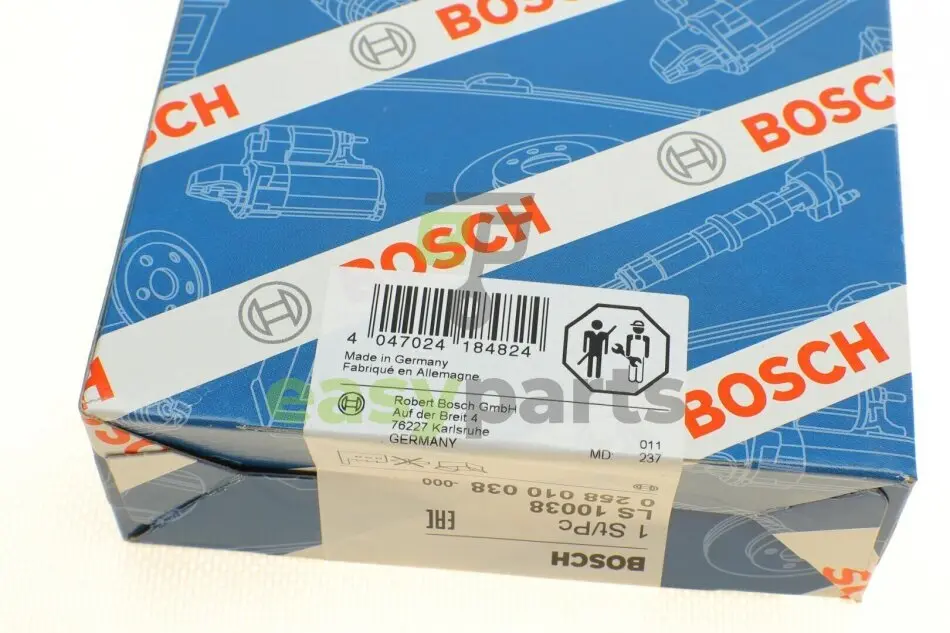 BOSCH
BOSCH
BOSCH
BOSCH
BOSCH
4 047024 184824
Made in Germany
Fabriqué en Allemagne
easyparts
Robert Bosch GmbH
Auf der Breit 4
76227 Karlsruhe
GERMANY
011
MD: 237
BOSCH
1 St/Pc
LS 10038
0 258 010 038 -000
EAC